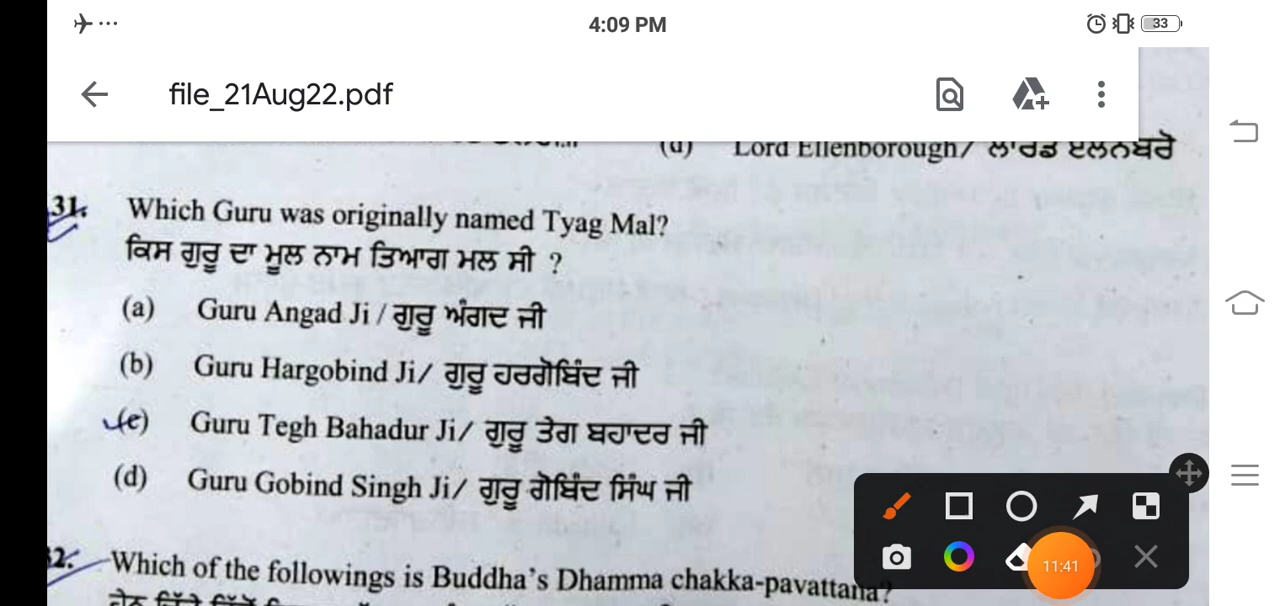 4:09 PM
33
file_21Aug22.pdf
(d) Lord Ellenborough/ ਲਾਰਡ ਏਲਨਬਰੋ
31. Which Guru was originally named Tyag Mal?
ਕਿਸ ਗੁਰੂ ਦਾ ਮੂਲ ਨਾਮ ਤਿਆਗ ਮਲ ਸੀ ?
(a) Guru Angad Ji / ਗੁਰੂ ਅੰਗਦ ਜੀ
(b) Guru Hargobind Ji/ ਗੁਰੂ ਹਰਗੋਬਿੰਦ ਜੀ
(c) Guru Tegh Bahadur Ji/ ਗੁਰੂ ਤੇਗ ਬਹਾਦਰ ਜੀ
(d) Guru Gobind Singh Ji/ ਗੁਰੂ ਗੋਬਿੰਦ ਸਿੰਘ ਜੀ
32. Which of the followings is Buddha's Dhamma chakka-pavattana?
11:41